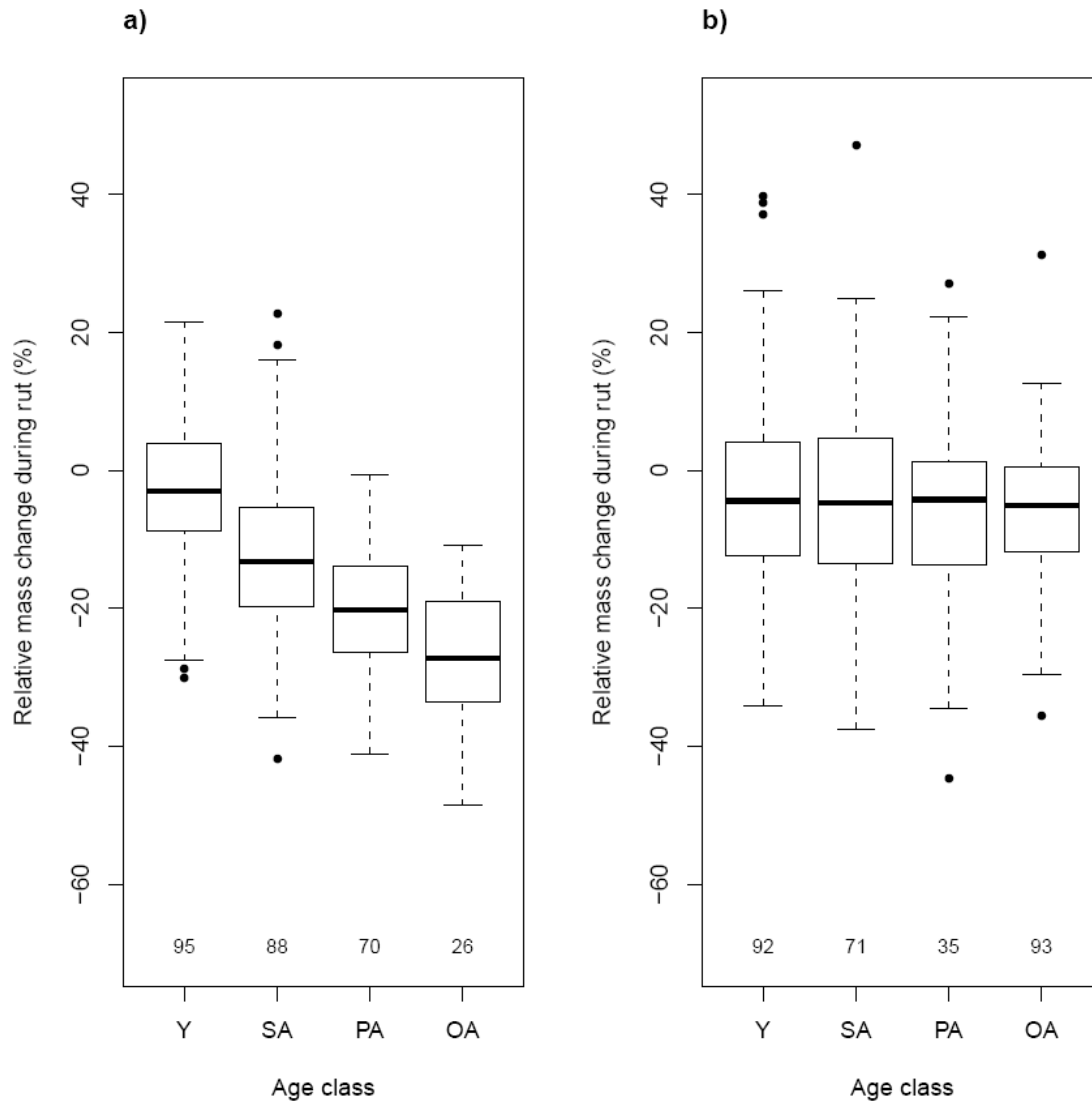 a)
Relative mass change during rut (%)
40
20
0
−20
−40
−60
95 88 70 26
Y SA PA OA
Age class
b)
Relative mass change during rut (%)
40
20
0
−20
−40
−60
92 71 35 93
Y SA PA OA
Age class